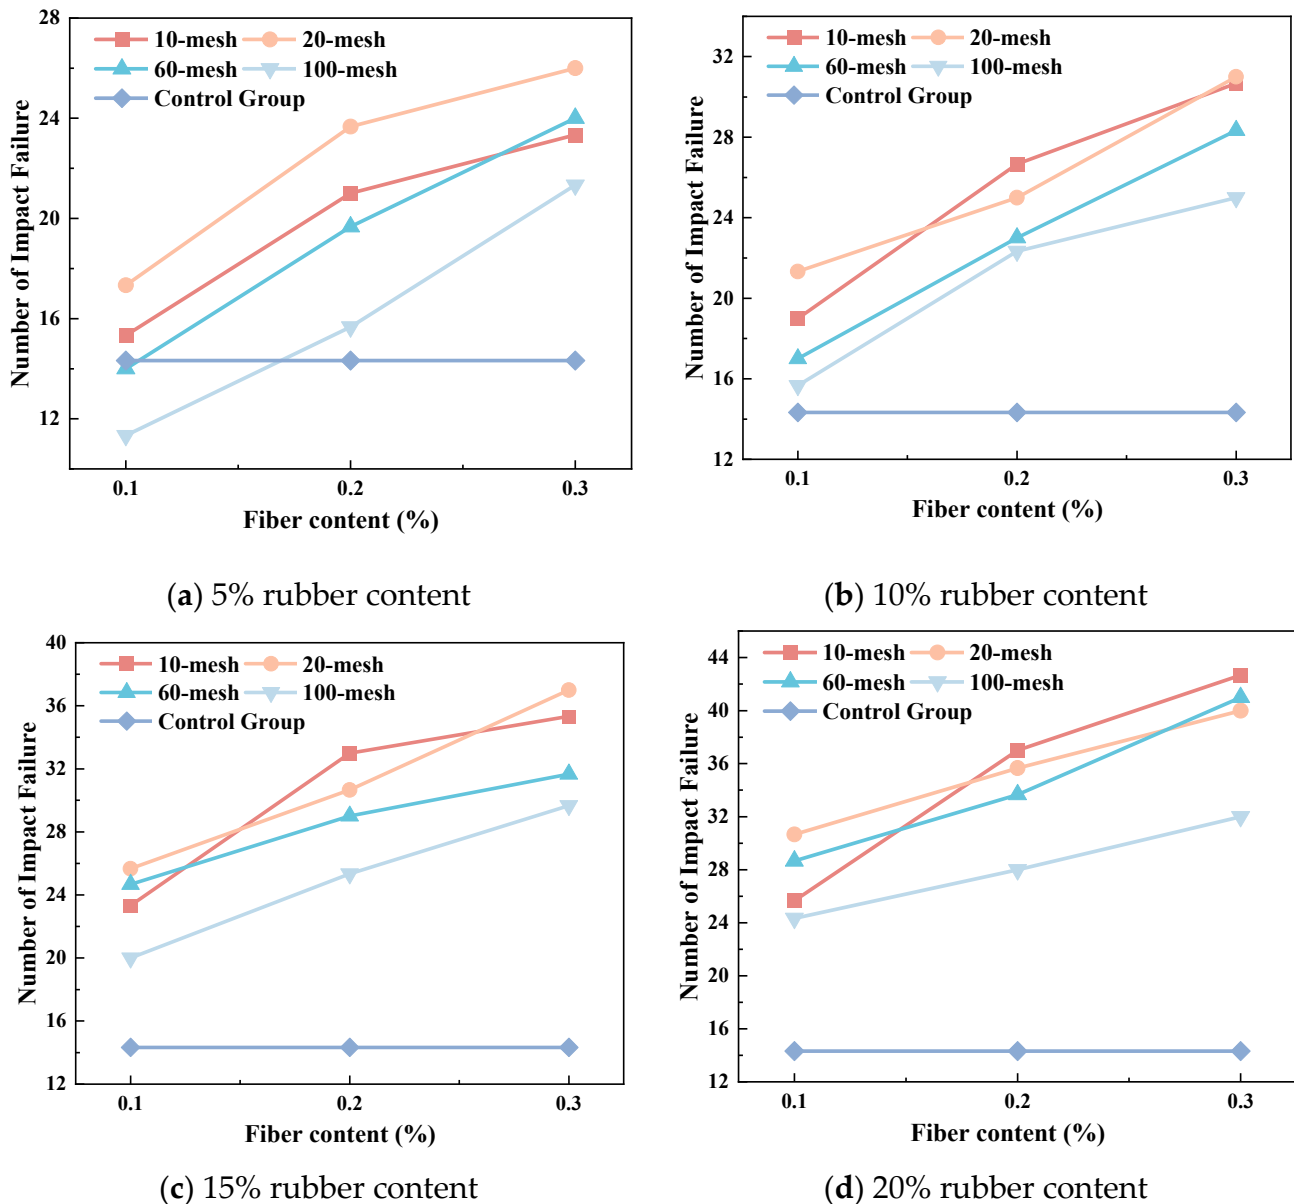 28
24
20
16
12
Number of Impact Failure
10-mesh 20-mesh
60-mesh 100-mesh
Control Group
0.1 0.2 0.3
Fiber content (%)
(a) 5% rubber content
32
28
24
20
16
12
Number of Impact Failure
10-mesh 20-mesh
60-mesh 100-mesh
Control Group
0.1 0.2 0.3
Fiber content (%)
(b) 10% rubber content
40
36
32
28
24
20
16
12
Number of Impact Failure
10-mesh 20-mesh
60-mesh 100-mesh
Control Group
0.1 0.2 0.3
Fiber content (%)
(c) 15% rubber content
44
40
36
32
28
24
20
16
12
Number of Impact Failure
10-mesh 20-mesh
60-mesh 100-mesh
Control Group
0.1 0.2 0.3
Fiber content (%)
(d) 20% rubber content